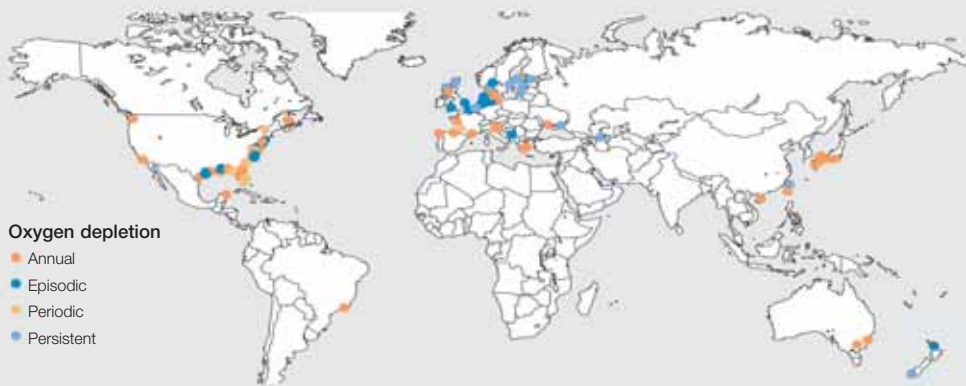 Oxygen depletion
Annual
Episodic
Periodic
Persistent